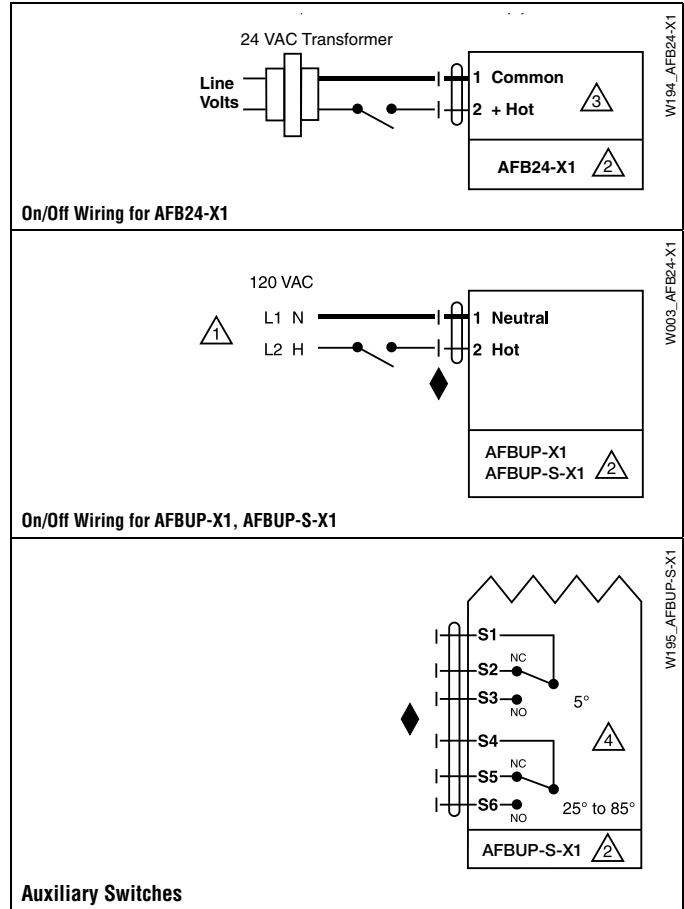 24 VAC Transformer
Line
Volts
1 Common
2 + Hot
3
AFB24-X1 2
W194_AFB24-X1
On/Off Wiring for AFB24-X1
120 VAC
1
L1 N
L2 H
1 Neutral
2 Hot
AFBUP-X1
AFBUP-S-X1 2
W003_AFB24-X1
On/Off Wiring for AFBUP-X1, AFBUP-S-X1
S1
S2 NC
S3 NO
5°
S4
4
S5 NC
S6 NO
25° to 85°
AFBUP-S-X1 2
W195_AFBUP-S-X1
Auxiliary Switches